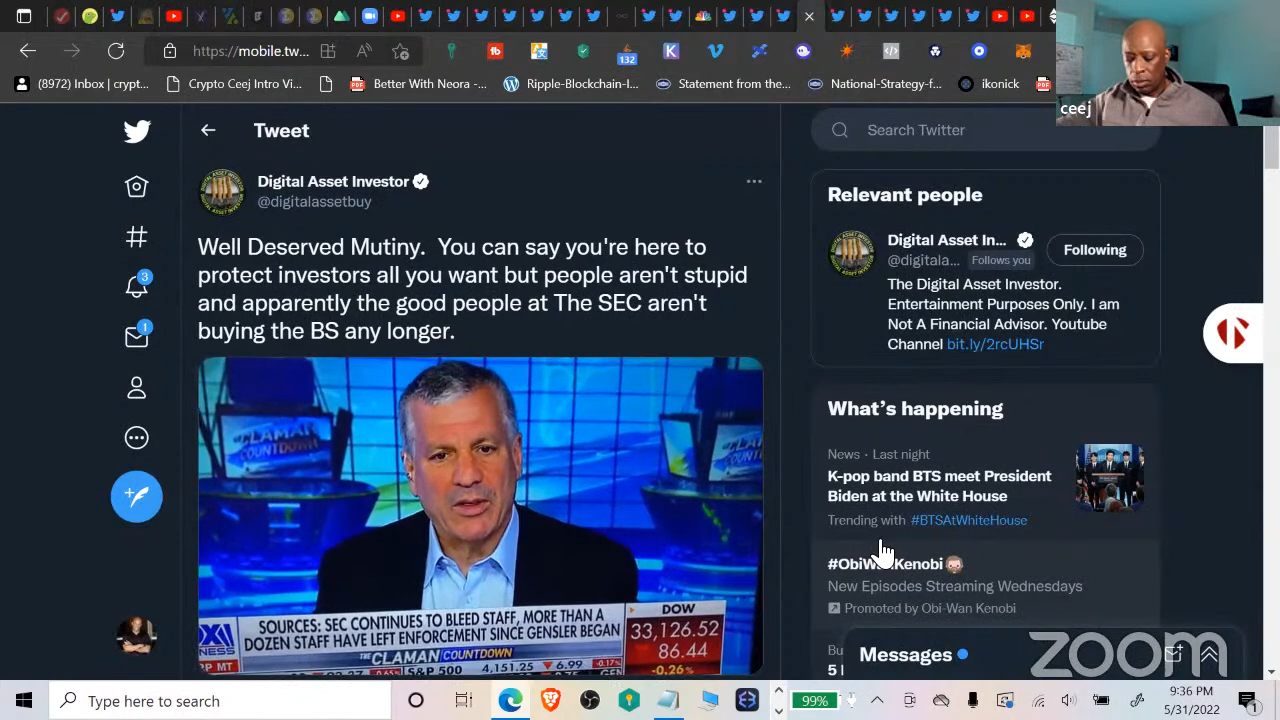 https://mobile.tw...
132
(8972) Inbox | crypt...
Crypto Ceej Intro Vi...
Better With Neora -...
Ripple-Blockchain-I...
Statement from the...
National-Strategy-f...
ikonick
ceej
Tweet
Search Twitter
Digital Asset Investor
@digitalassetbuy
Well Deserved Mutiny. You can say you're here to
protect investors all you want but people aren't stupid
and apparently the good people at The SEC aren't
buying the BS any longer.
3
1
CLAMAN
COUNTDOWN
SOURCES: SEC CONTINUES TO BLEED STAFF, MORE THAN A
DOZEN STAFF HAVE LEFT ENFORCEMENT SINCE GENSLER BEGAN
THE CLAMAN COUNTDOWN
S&P 500 4,151.25 6.99 -0.17%
DOW
33,126.52
86.44
-0.26%
Relevant people
Digital Asset In...
@digitala... Follows you
Following
The Digital Asset Investor.
Entertainment Purposes Only. I am
Not A Financial Advisor. Youtube
Channel bit.ly/2rcUHSr
What's happening
News · Last night
K-pop band BTS meet President
Biden at the White House
Trending with #BTSAtWhiteHouse
New Episodes Streaming Wednesdays
Promoted by Obi-Wan Kenobi
Messages
zoom
Type here to search
99%
9:36 PM
5/31/2022
1